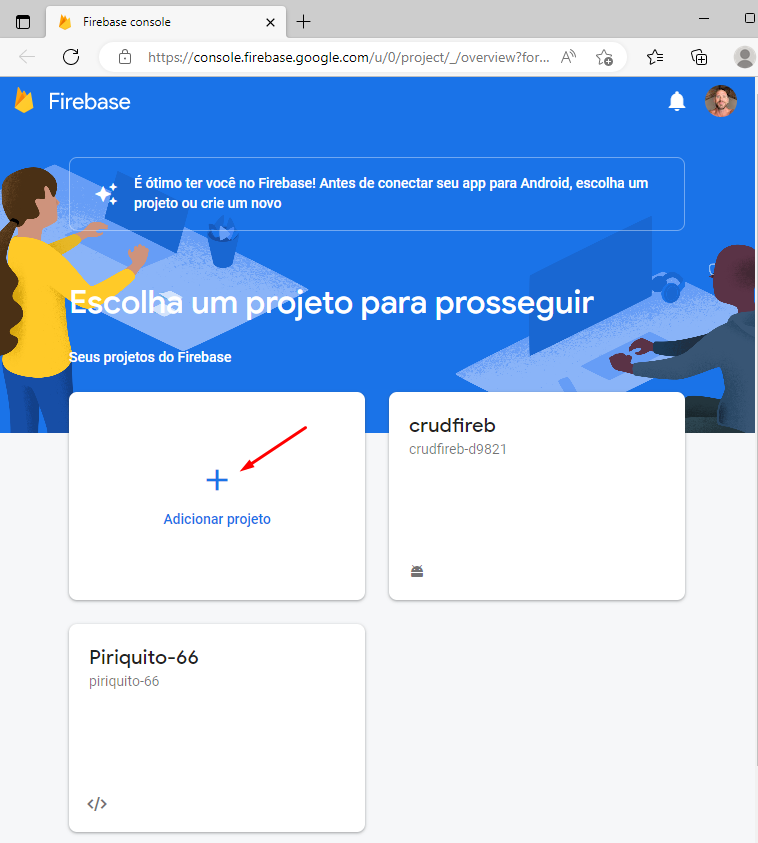 Firebase console
https://console.firebase.google.com/u/0/project/_/overview?for...
Firebase
É ótimo ter você no Firebase! Antes de conectar seu app para Android, escolha um
projeto ou crie um novo
Escolha um projeto para prosseguir
Seus projetos do Firebase
Adicionar projeto
crudfireb
crudfireb-d9821
Piriquito-66
piriquito-66